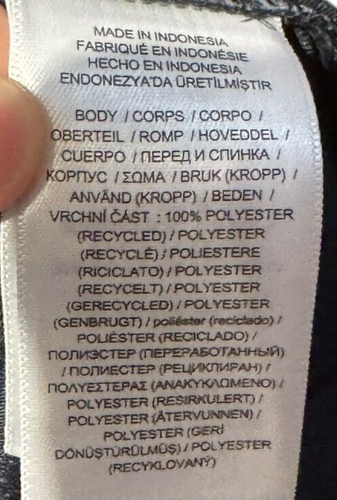 MADE IN INDONESIA
FABRIQUÉ EN INDONÉSIE
HECHO EN INDONESIA
ENDONEZYA'DA ÜRETİLMİŞTİR
BODY / CORPS / CORPO /
OBERTEIL / ROMP / HOVEDDEL /
CUERPO / ПЕРЕД И СПИНКА /
КОРПУС / ΣΩΜΑ / BRUK (KROPP) /
ANVÄND (KROPP) / BEDEN /
VRCHNÍ ČÁST : 100% POLYESTER
(RECYCLED) / POLYESTER
(RECYCLÉ) / POLIESTERE
(RICICLATO) / POLYESTER
(RECYCELT) / POLYESTER
(GERECYCLED) / POLYESTER
(GENBRUGT) / poliéster (reciclado) /
POLIÉSTER (RECICLADO) /
ПОЛИЭСТЕР (ПЕРЕРАБОТАННЫЙ)
/ ПОЛИЕСТЕР (РЕЦИКЛИРАН) /
ΠΟΛΥΕΣΤΕΡΑΣ (ΑΝΑΚΥΚΛΩΜΕΝΟ) /
POLYESTER (RESIRKULERT) /
POLYESTER (ÅTERVUNNEN) /
POLYESTER (GERİ
DÖNÜŞTÜRÜLMÜŞ) / POLYESTER
(RECYKLOVANÝ)